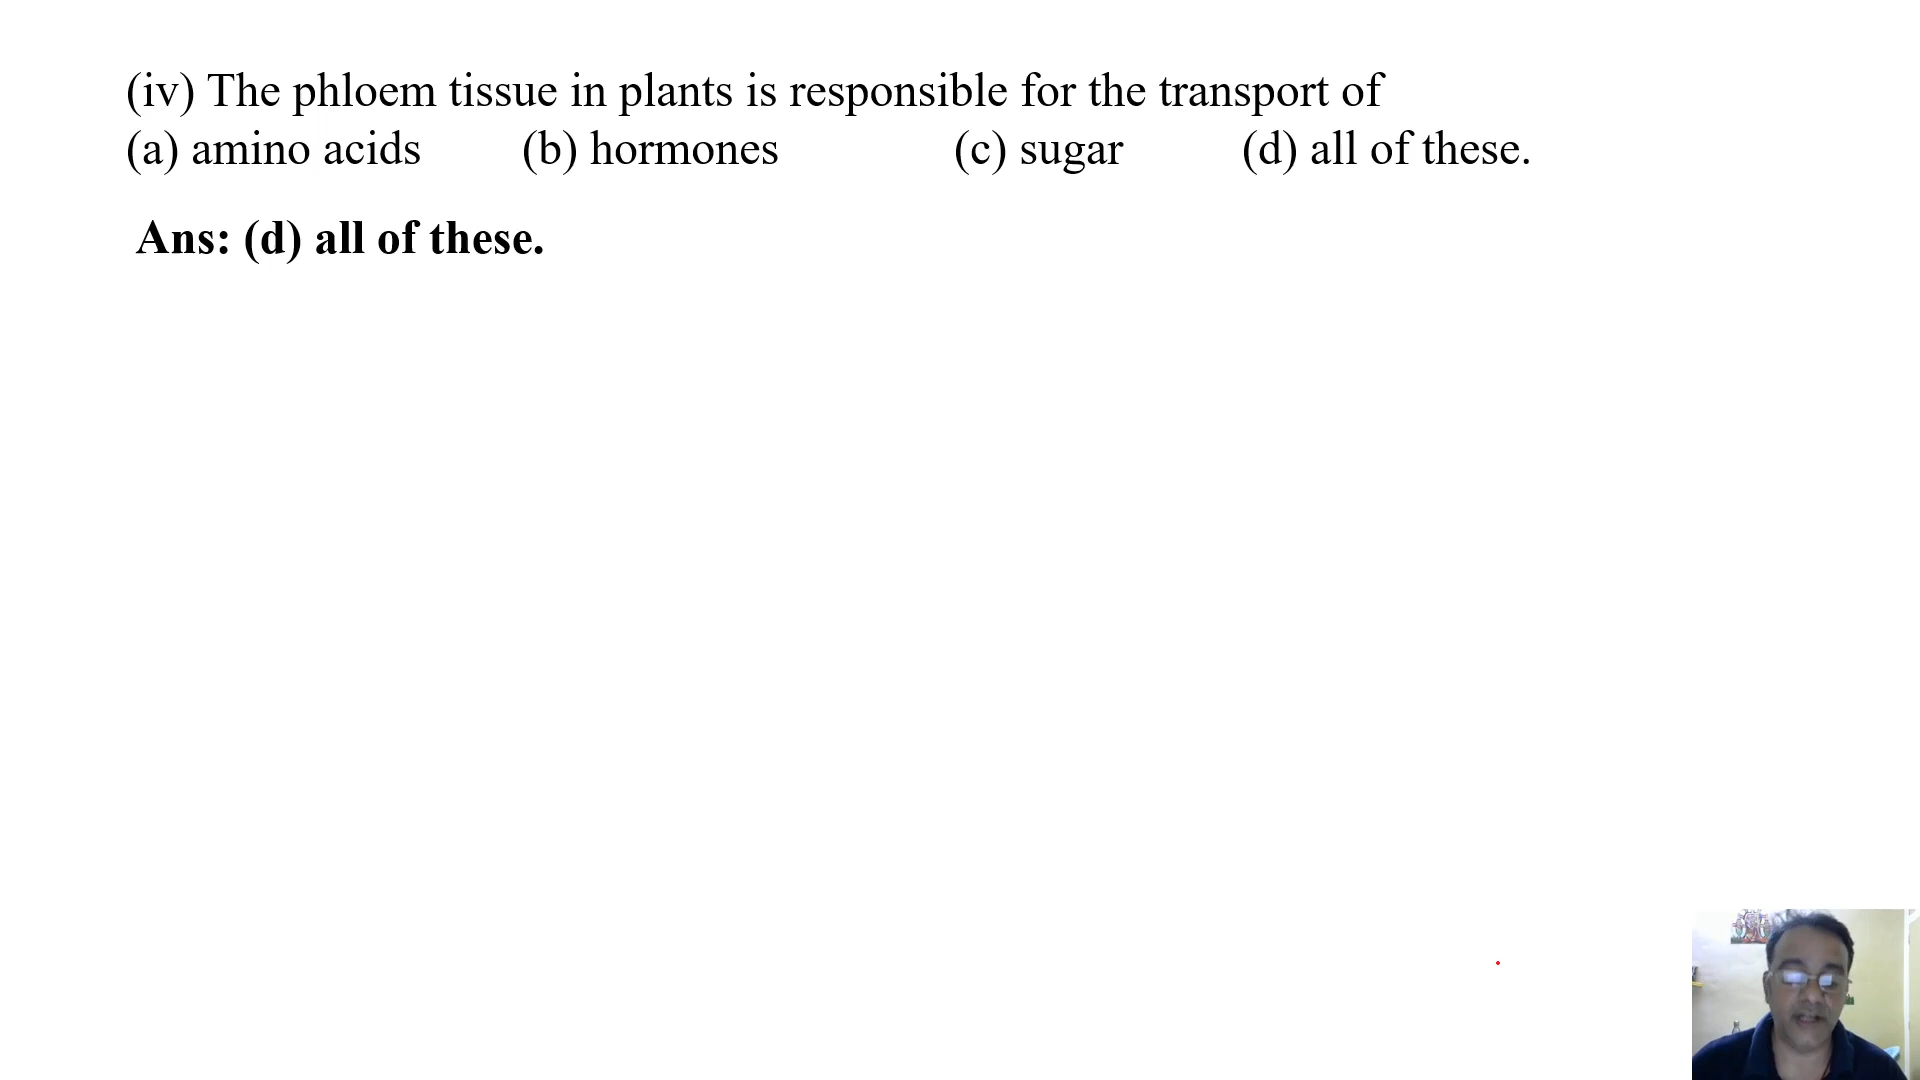 (iv) The phloem tissue in plants is responsible for the transport of
(a) amino acids (b) hormones (c) sugar (d) all of these.
Ans: (d) all of these.